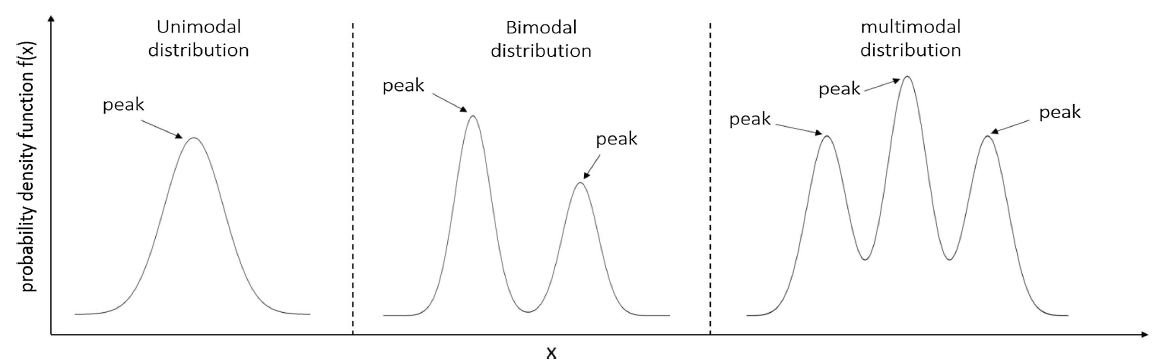 Unimodal
distribution
Bimodal
distribution
multimodal
distribution
probability density function f(x)
peak
peak
peak
peak
peak
peak
x